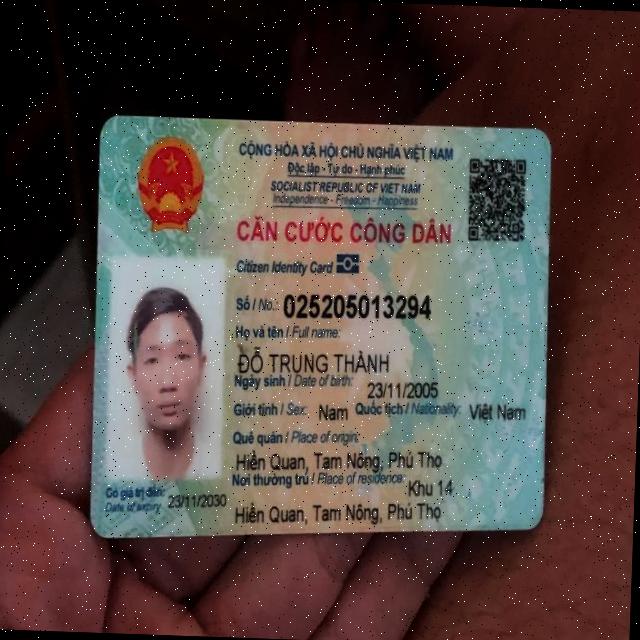 CỘNG HÒA XÃ HỘI CHỦ NGHĨA VIỆT NAM
Độc lập - Tự do - Hạnh phúc
SOCIALIST REPUBLIC OF VIET NAM
Independence - Freedom - Happiness
CĂN CƯỚC CÔNG DÂN
Citizen Identity Card
Số / No.: 025205013294
Họ và tên / Full name:
ĐỖ TRUNG THÀNH
Ngày sinh / Date of birth: 23/11/2005
Giới tính / Sex: Nam Quốc tịch / Nationality: Việt Nam
Quê quán / Place of origin:
Hiền Quan, Tam Nông, Phú Thọ
Nơi thường trú / Place of residence: Khu 14
Hiền Quan, Tam Nông, Phú Thọ
Có giá trị đến: 23/11/2030
Date of expiry